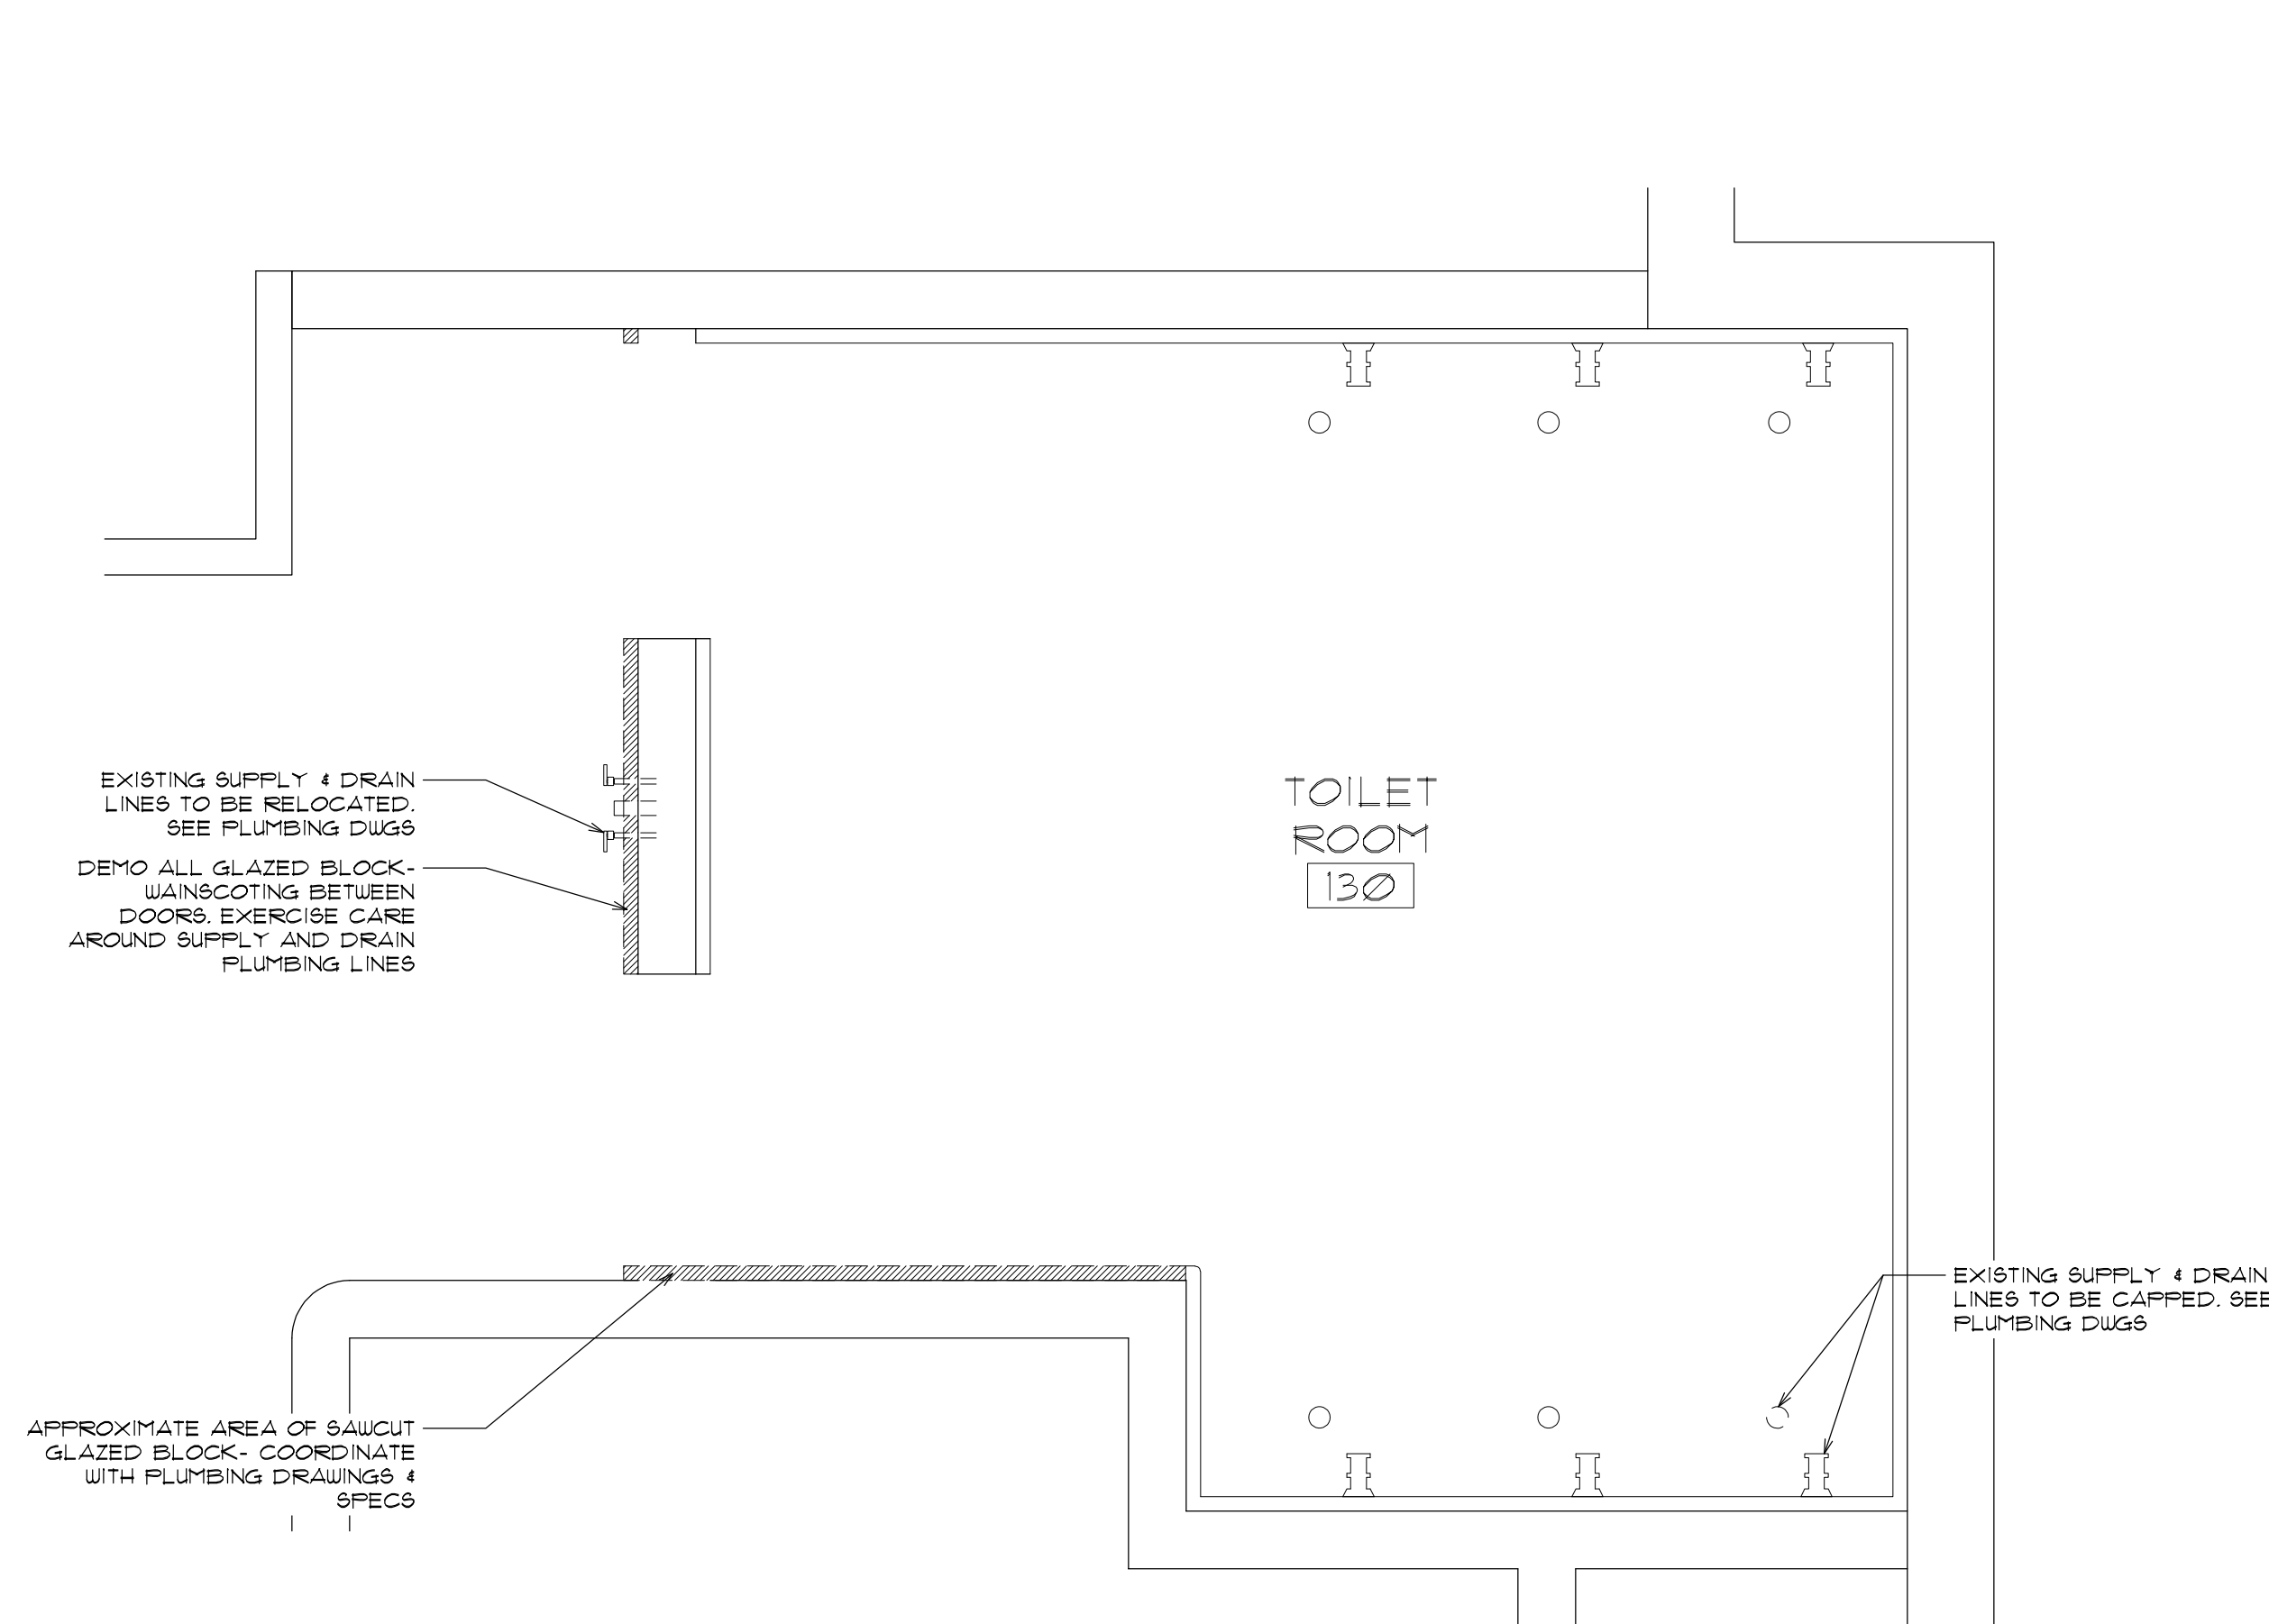 EXISTING SUPPLY & DRAIN
LINES TO BE RELOCATED.
SEE PLUMBING DWGS
DEMO ALL GLAZED BLOCK-
WAINSCOTING BETWEEN
DOORS. EXERCISE CARE
AROUND SUPPLY AND DRAIN
PLUMBING LINES
TOILET
ROOM
130
EXISTING SUPPLY & DRAIN
LINES TO BE CAPPED. SEE
PLUMBING DWGS
APPROXIMATE AREA OF SAWCUT
GLAZED BLOCK- COORDINATE
WITH PLUMBING DRAWINGS &
SPECS